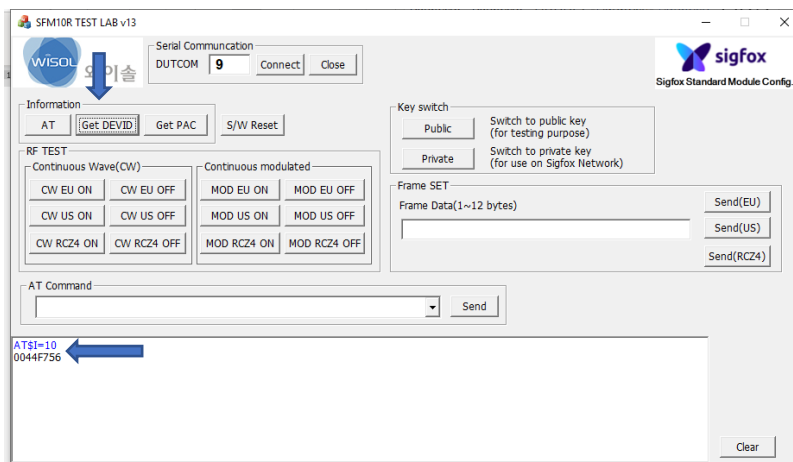 SFM10R TEST LAB v13
WiSOL
와이솔
Serial Communcation
DUTCOM 9 Connect Close
sigfox
Sigfox Standard Module Config.
Information
AT Get DEVID Get PAC S/W Reset
Key switch
Public Switch to public key
(for testing purpose)
Private Switch to private key
(for use on Sigfox Network)
RF TEST
Continuous Wave(CW) Continuous modulated
CW EU ON CW EU OFF MOD EU ON MOD EU OFF
CW US ON CW US OFF MOD US ON MOD US OFF
CW RCZ4 ON CW RCZ4 OFF MOD RCZ4 ON MOD RCZ4 OFF
Frame SET
Frame Data(1~12 bytes) Send(EU)
Send(US)
Send(RCZ4)
AT Command
Send
AT$I=10
0044F756
Clear